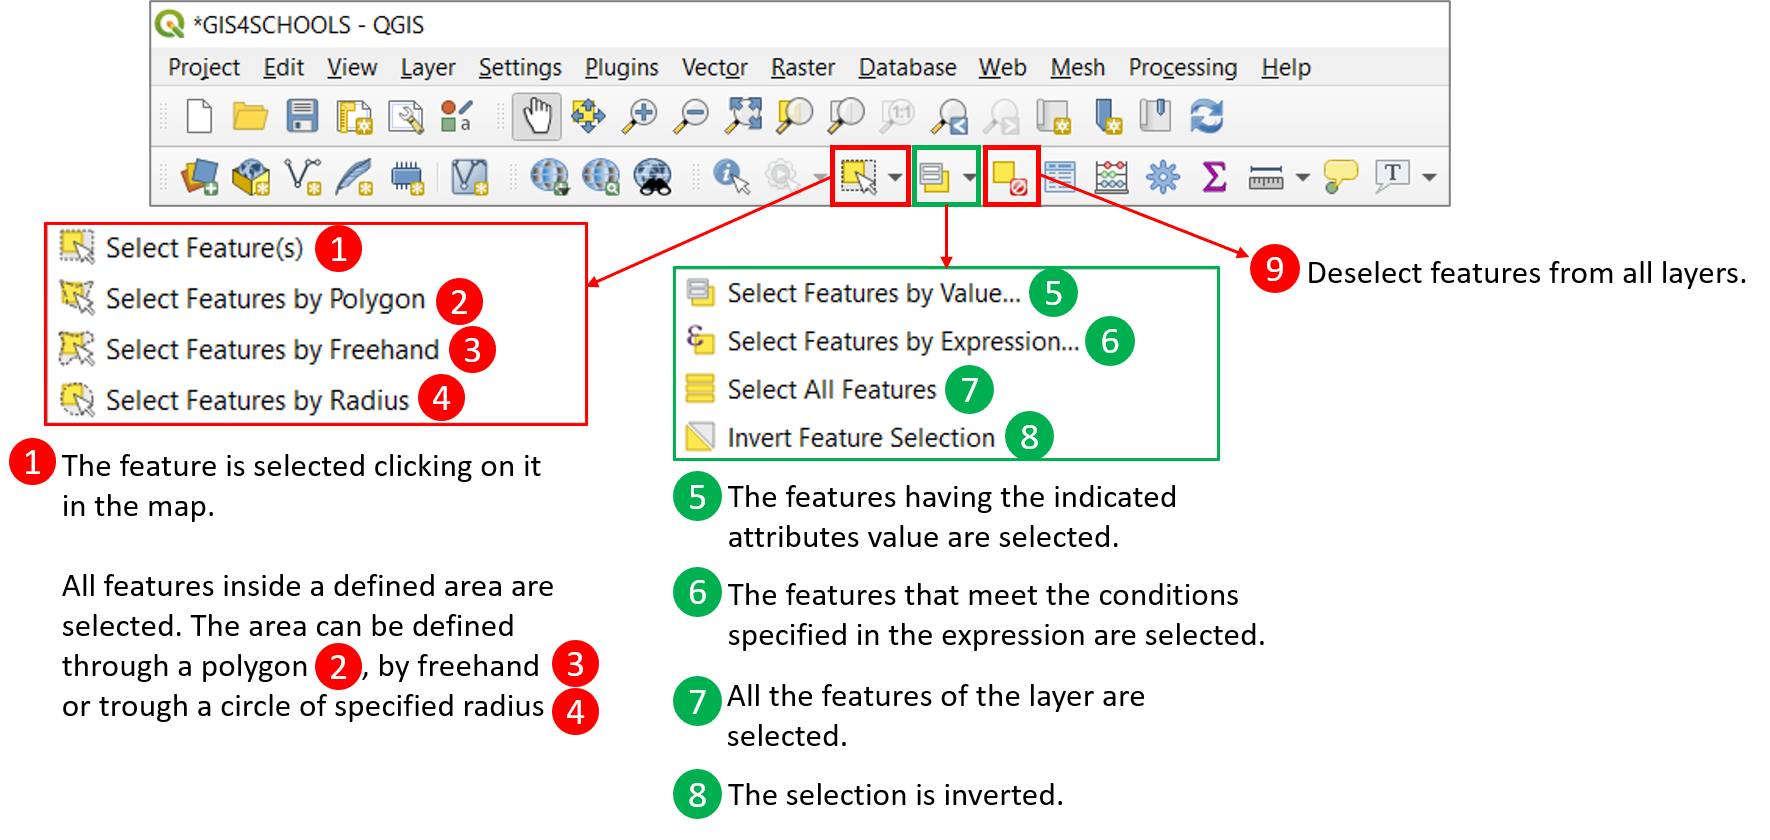 *GIS4SCHOOLS - QGIS
Project Edit View Layer Settings Plugins Vector Raster Database Web Mesh Processing Help
a
1:1
Σ
T
Select Feature(s) 1
Select Features by Polygon 2
Select Features by Freehand 3
Select Features by Radius 4
1 The feature is selected clicking on it
in the map.
All features inside a defined area are
selected. The area can be defined
through a polygon 2, by freehand 3
or trough a circle of specified radius 4
Select Features by Value... 5
ε Select Features by Expression... 6
Select All Features 7
Invert Feature Selection 8
5 The features having the indicated
attributes value are selected.
6 The features that meet the conditions
specified in the expression are selected.
7 All the features of the layer are
selected.
8 The selection is inverted.
9 Deselect features from all layers.